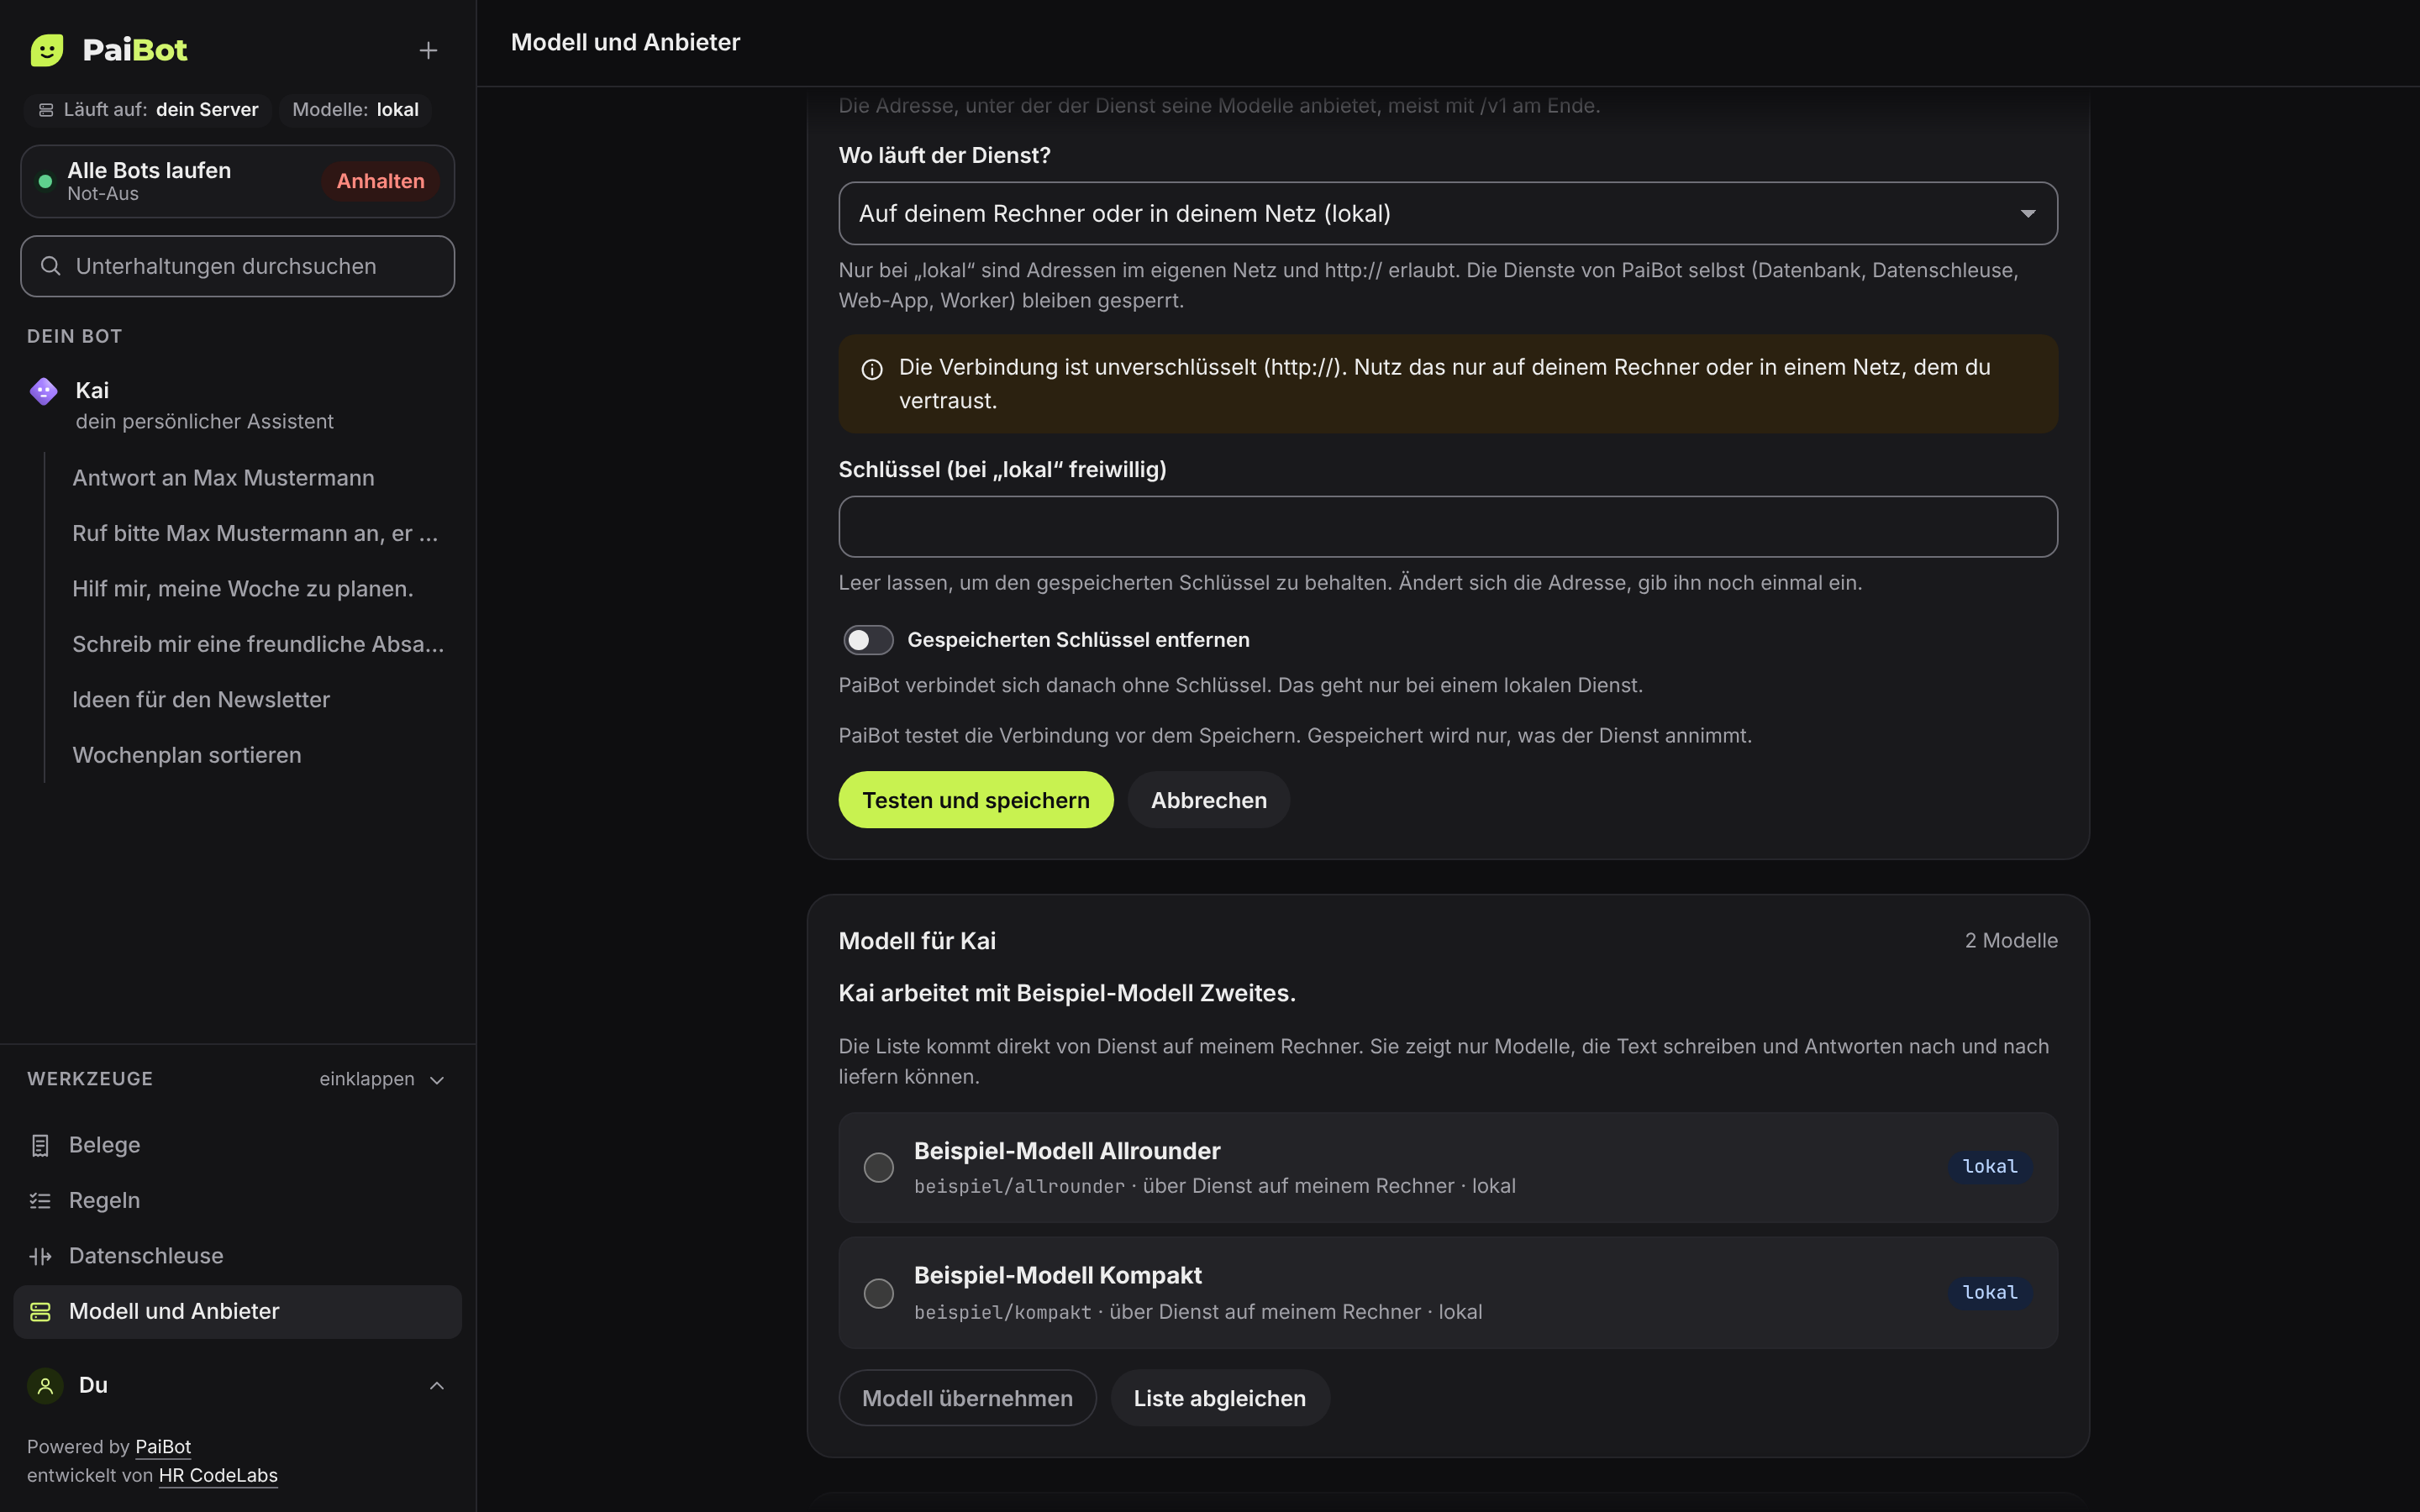 PaiBot
Läuft auf: dein Server
Modelle: lokal
Alle Bots laufen
Not-Aus
Anhalten
Unterhaltungen durchsuchen
DEIN BOT
Kai
dein persönlicher Assistent
Antwort an Max Mustermann
Ruf bitte Max Mustermann an, er ...
Hilf mir, meine Woche zu planen.
Schreib mir eine freundliche Absa...
Ideen für den Newsletter
Wochenplan sortieren
WERKZEUGE
einklappen
Belege
Regeln
Datenschleuse
Modell und Anbieter
Du
Powered by PaiBot
entwickelt von HR CodeLabs
Modell und Anbieter
Die Adresse, unter der der Dienst seine Modelle anbietet, meist mit /v1 am Ende.
Wo läuft der Dienst?
Auf deinem Rechner oder in deinem Netz (lokal)
Nur bei „lokal“ sind Adressen im eigenen Netz und http:// erlaubt. Die Dienste von PaiBot selbst (Datenbank, Datenschleuse,
Web-App, Worker) bleiben gesperrt.
Die Verbindung ist unverschlüsselt (http://). Nutz das nur auf deinem Rechner oder in einem Netz, dem du
vertraust.
Schlüssel (bei „lokal“ freiwillig)
Leer lassen, um den gespeicherten Schlüssel zu behalten. Ändert sich die Adresse, gib ihn noch einmal ein.
Gespeicherten Schlüssel entfernen
PaiBot verbindet sich danach ohne Schlüssel. Das geht nur bei einem lokalen Dienst.
PaiBot testet die Verbindung vor dem Speichern. Gespeichert wird nur, was der Dienst annimmt.
Testen und speichern
Abbrechen
Modell für Kai
2 Modelle
Kai arbeitet mit Beispiel-Modell Zweites.
Die Liste kommt direkt von Dienst auf meinem Rechner. Sie zeigt nur Modelle, die Text schreiben und Antworten nach und nach
liefern können.
Beispiel-Modell Allrounder
beispiel/allrounder · über Dienst auf meinem Rechner · lokal
lokal
Beispiel-Modell Kompakt
beispiel/kompakt · über Dienst auf meinem Rechner · lokal
lokal
Modell übernehmen
Liste abgleichen